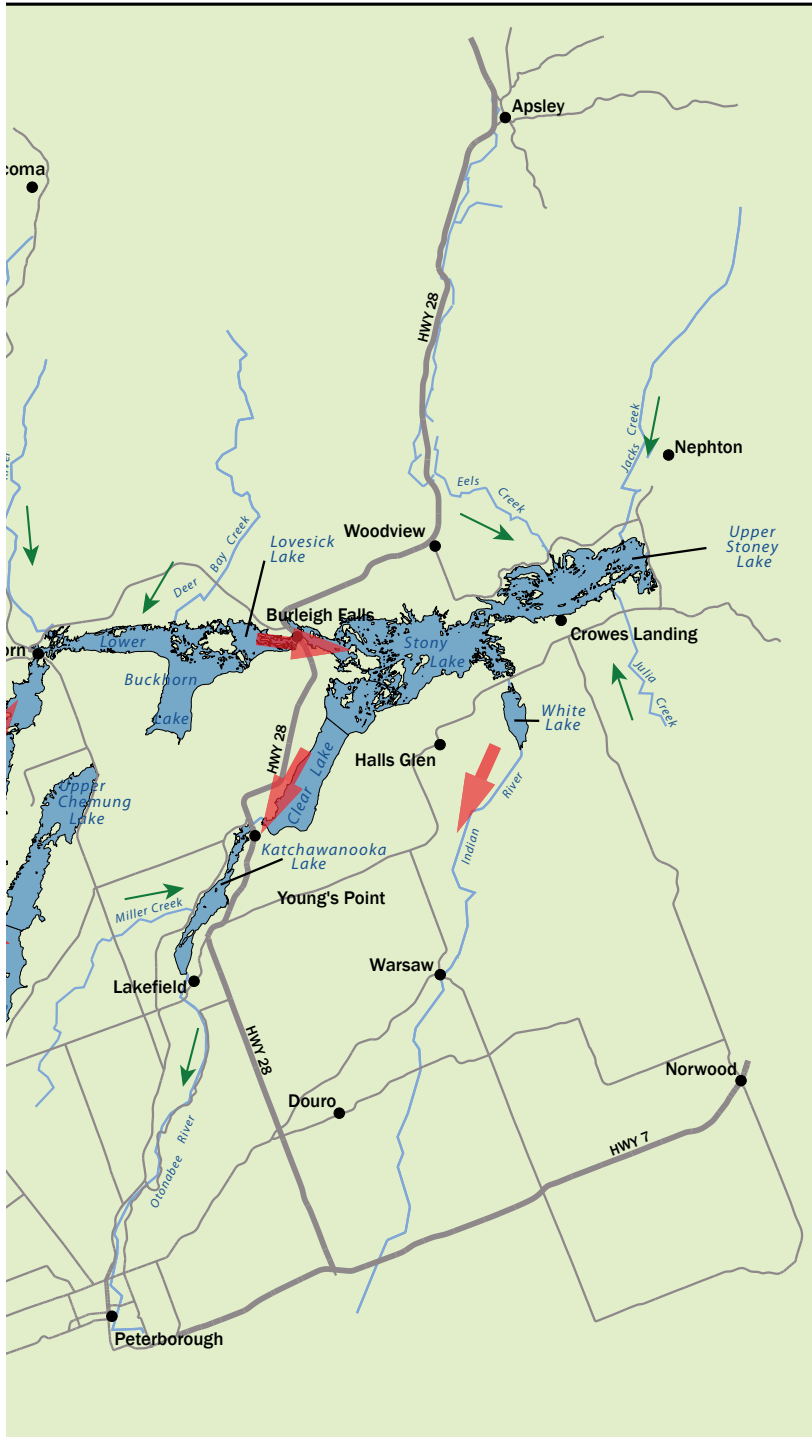 Apsley
coma
HWY 28
Jacks Creek
Nephton
Eels
Creek
Woodview
Lovesick
Lake
Upper
Stoney
Lake
Deer Bay Creek
Burleigh Falls
Lower
Buckhorn
Lake
Stony
Lake
Crowes Landing
orn
Julia
Creek
White
Lake
HWY 28
Halls Glen
Clear Lake
Upper
Chemung
Lake
Indian River
Katchawanooka
Lake
Young's Point
Miller Creek
Warsaw
Lakefield
HWY 28
Norwood
Douro
HWY 7
Otonabee River
Peterborough